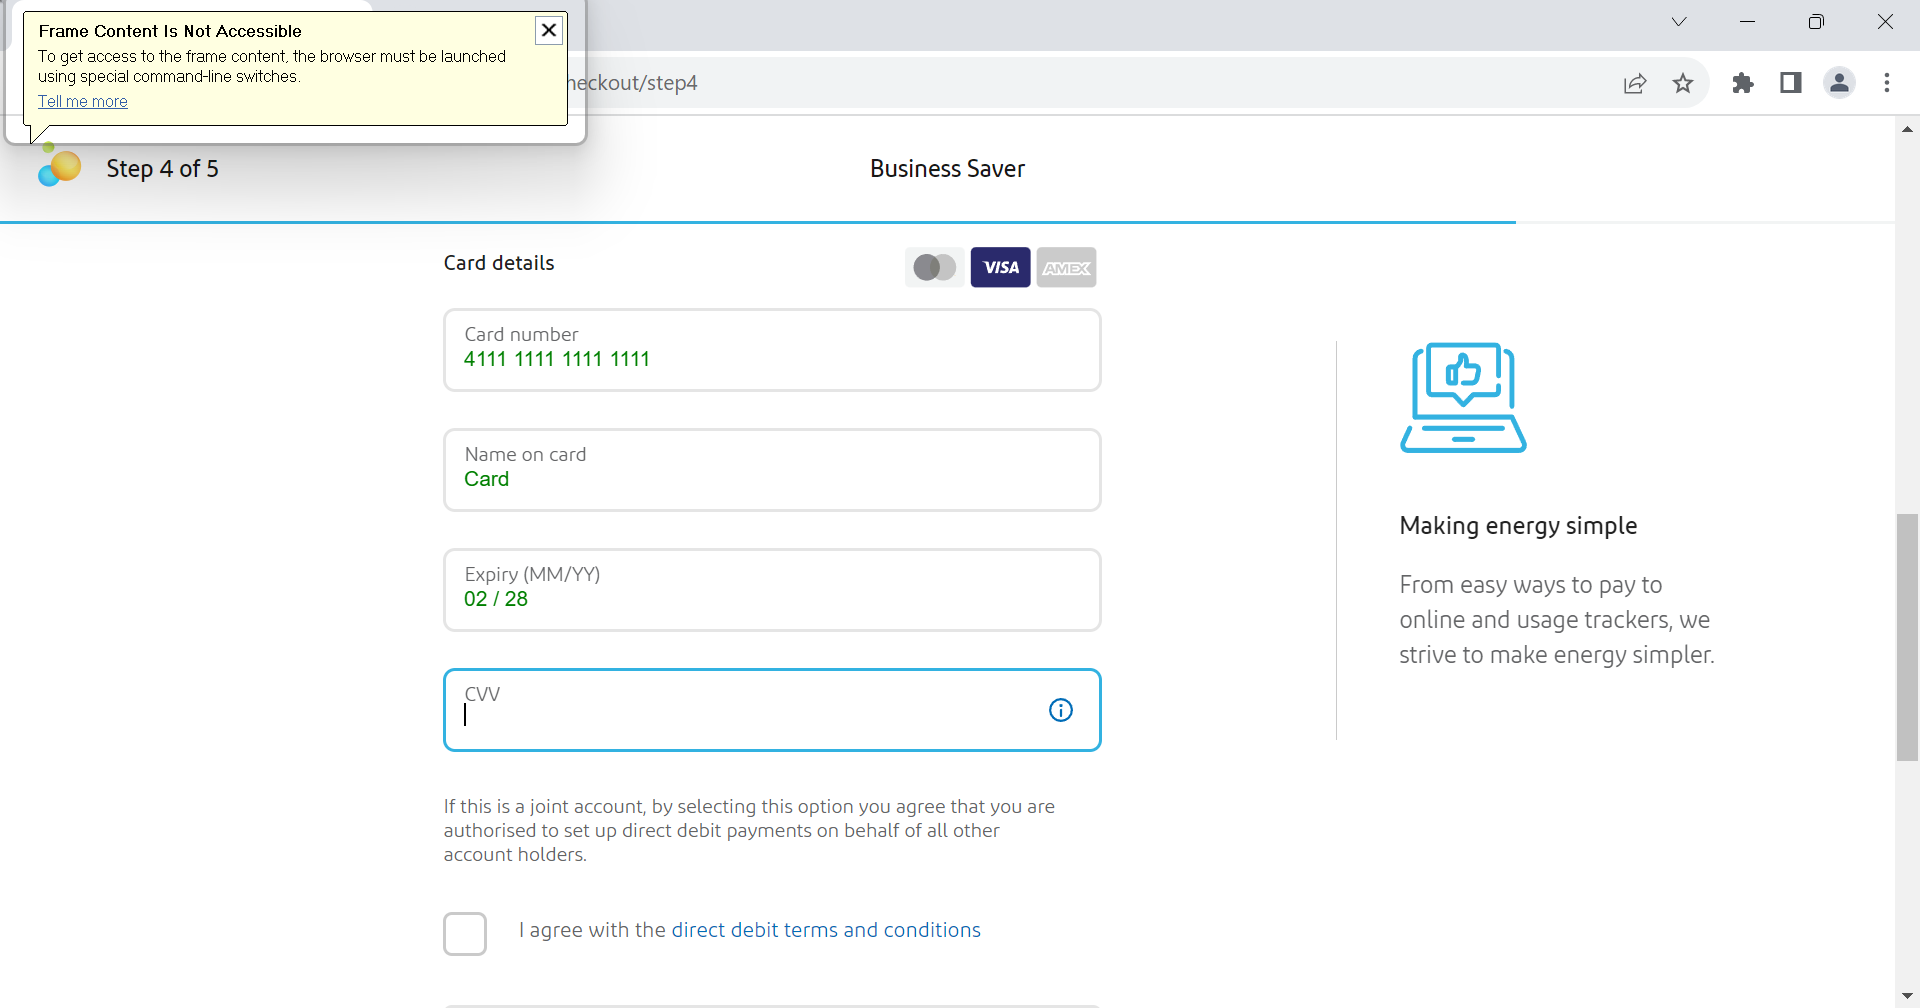 Frame Content Is Not Accessible
To get access to the frame content, the browser must be launched
using special command-line switches.
Tell me more
heckout/step4
Step 4 of 5
Business Saver
Card details
VISA
AMEX
Card number
4111 1111 1111 1111
Name on card
Card
Expiry (MM/YY)
02 / 28
CVV
If this is a joint account, by selecting this option you agree that you are
authorised to set up direct debit payments on behalf of all other
account holders.
I agree with the direct debit terms and conditions
Making energy simple
From easy ways to pay to
online and usage trackers, we
strive to make energy simpler.